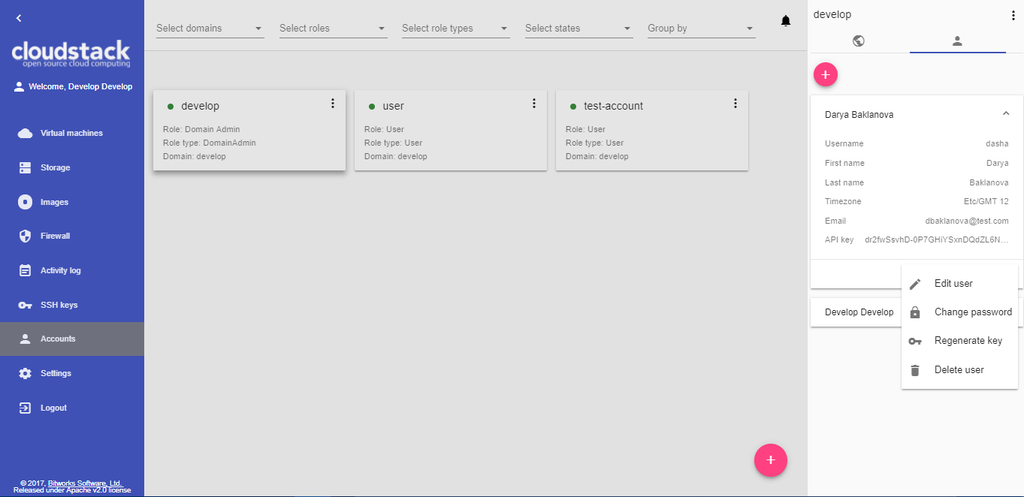 cloudstack
open source cloud computing
Welcome, Develop Develop
Virtual machines
Storage
Images
Firewall
Activity log
SSH keys
Accounts
Settings
Logout
© 2017, Bitworks Software, Ltd.
Released under Apache v2.0 license
Select domains
Select roles
Select role types
Select states
Group by
develop
Role: Domain Admin
Role type: DomainAdmin
Domain: develop
user
Role: User
Role type: User
Domain: develop
test-account
Role: User
Role type: User
Domain: develop
develop
Darya Baklanova
Username dasha
First name Darya
Last name Baklanova
Timezone Etc/GMT 12
Email dbaklanova@test.com
API key dr2fwSsvhD-0P7GHiYSxnDQdZL6N...
Develop Develop
Edit user
Change password
Regenerate key
Delete user